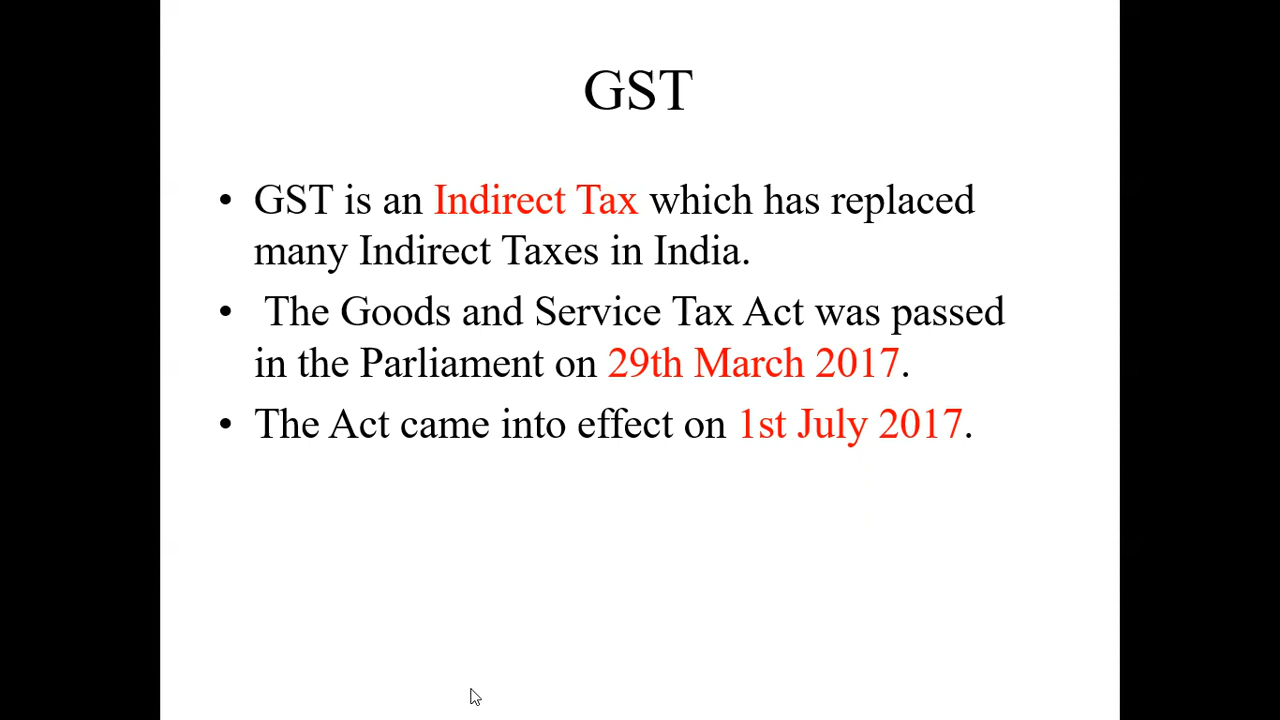 GST
• GST is an Indirect Tax which has replaced
many Indirect Taxes in India.
• The Goods and Service Tax Act was passed
in the Parliament on 29th March 2017.
• The Act came into effect on 1st July 2017.